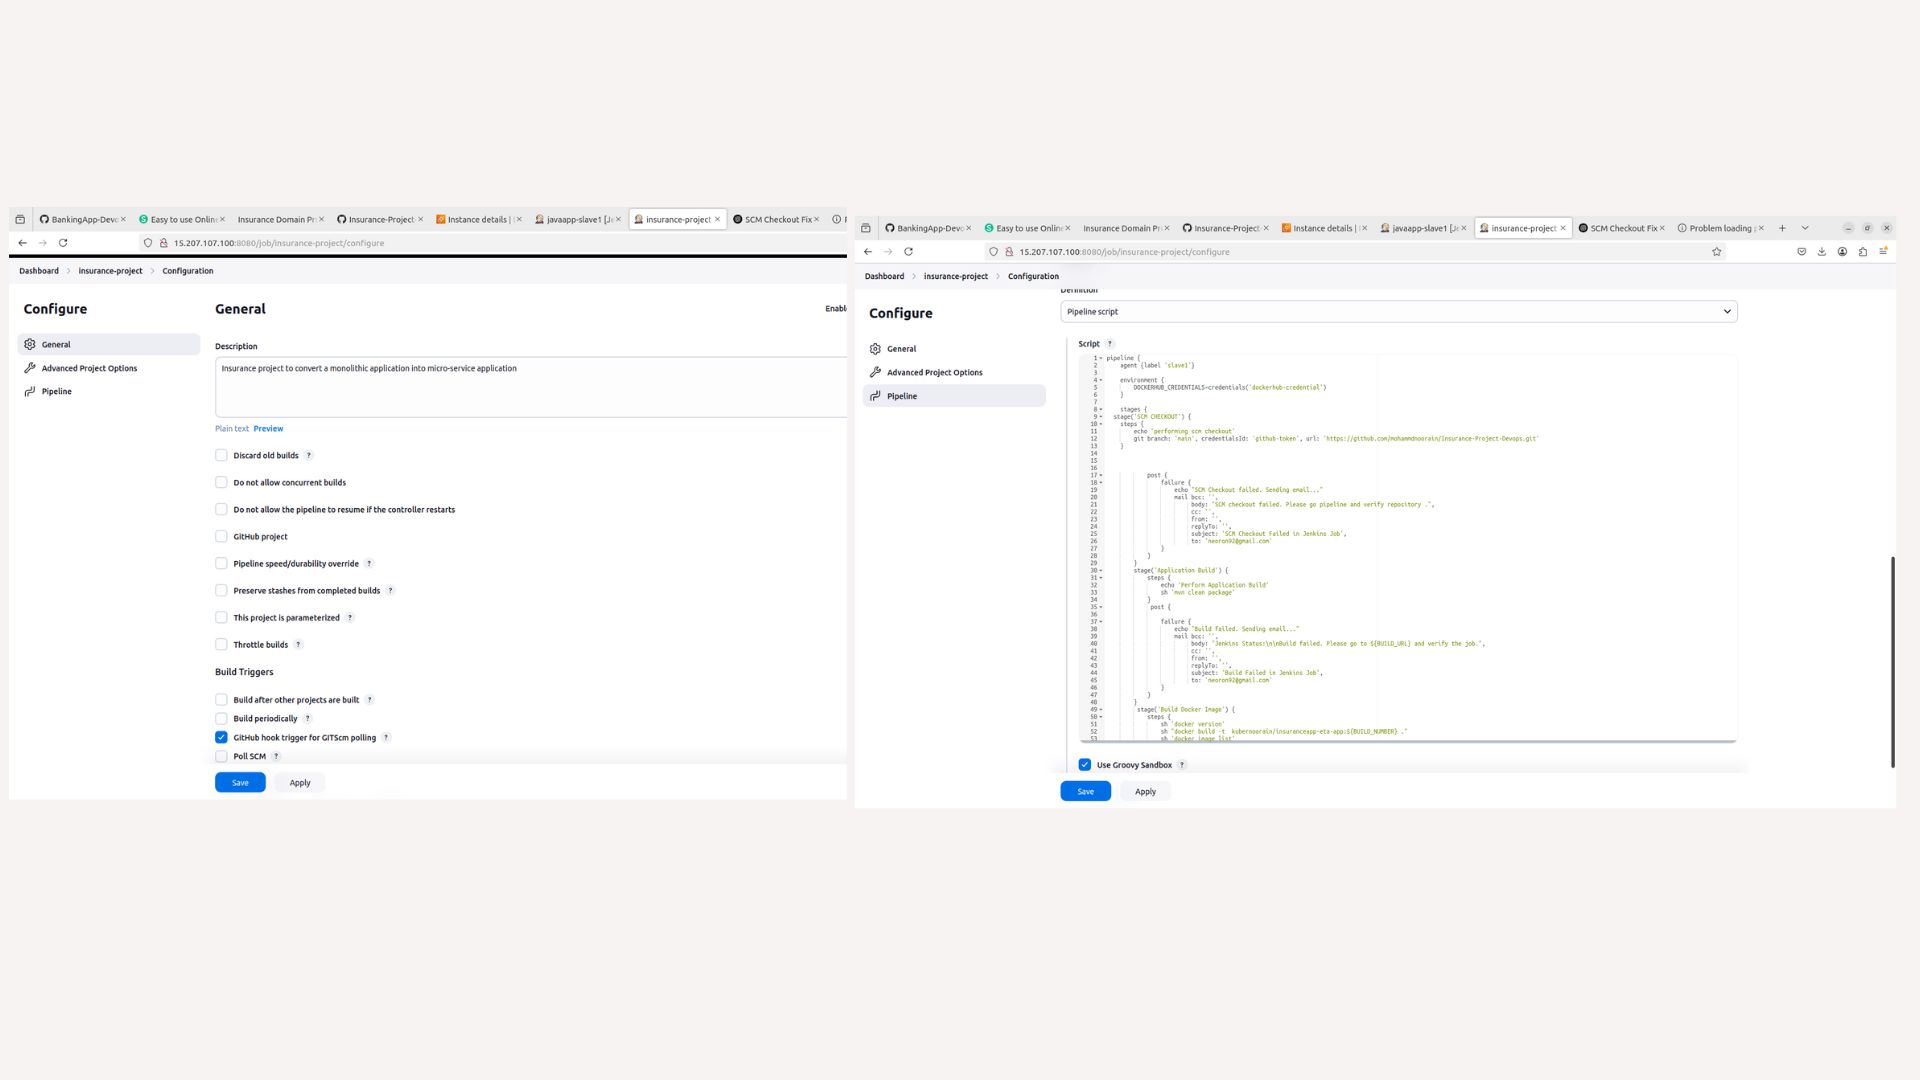 BankingApp-Devo
Easy to use Online
Insurance Domain Pr
Insurance-Project
Instance details |
javaapp-slave1 [Je
insurance-project
SCM Checkout Fix
15.207.107.100:8080/job/insurance-project/configure
Dashboard > insurance-project > Configuration
Configure
General
Advanced Project Options
Pipeline
General
Enable
Description
Insurance project to convert a monolithic application into micro-service application
Plain text Preview
Discard old builds ?
Do not allow concurrent builds
Do not allow the pipeline to resume if the controller restarts
GitHub project
Pipeline speed/durability override ?
Preserve stashes from completed builds ?
This project is parameterized ?
Throttle builds ?
Build Triggers
Build after other projects are built ?
Build periodically ?
GitHub hook trigger for GITScm polling ?
Poll SCM ?
Save Apply
BankingApp-Devo
Easy to use Online
Insurance Domain Pr
Insurance-Project
Instance details |
javaapp-slave1 [Je
insurance-project
SCM Checkout Fix
Problem loading p
15.207.107.100:8080/job/insurance-project/configure
Dashboard > insurance-project > Configuration
Configure
General
Advanced Project Options
Pipeline
Definition
Pipeline script
Script ?
1 pipeline {
2 agent {label 'slave1'}
3
4 environment {
5 DOCKERHUB_CREDENTIALS=credentials('dockerhub-credential')
6 }
7
8 stages {
9 stage('SCM CHECKOUT') {
10 steps {
11 echo 'performing scm checkout'
12 git branch: 'main', credentialsId: 'github-token', url: 'https://github.com/mohammdnoorain/Insurance-Project-Devops.git'
13 }
14
15
16
17 post {
18 failure {
19 echo "SCM Checkout failed. Sending email..."
20 mail bcc: '',
21 body: "SCM checkout failed. Please go pipeline and verify repository .",
22 cc: '',
23 from: '',
24 replyTo: '',
25 subject: 'SCM Checkout Failed in Jenkins Job',
26 to: 'neoron92@gmail.com'
27 }
28 }
29 }
30 stage('Application Build') {
31 steps {
32 echo 'Perform Application Build'
33 sh 'mvn clean package'
34 }
35 post {
36
37 failure {
38 echo "Build failed. Sending email..."
39 mail bcc: '',
40 body: "Jenkins Status:\n\nBuild failed. Please go to ${BUILD_URL} and verify the job.",
41 cc: '',
42 from: '',
43 replyTo: '',
44 subject: 'Build Failed in Jenkins Job',
45 to: 'neoron92@gmail.com'
46 }
47 }
48 }
49 stage('Build Docker Image') {
50 steps {
51 sh 'docker version'
52 sh "docker build -t kubernoorain/insuranceapp-eta-app:${BUILD_NUMBER} ."
53 sh 'docker image list'
Use Groovy Sandbox ?
Save Apply